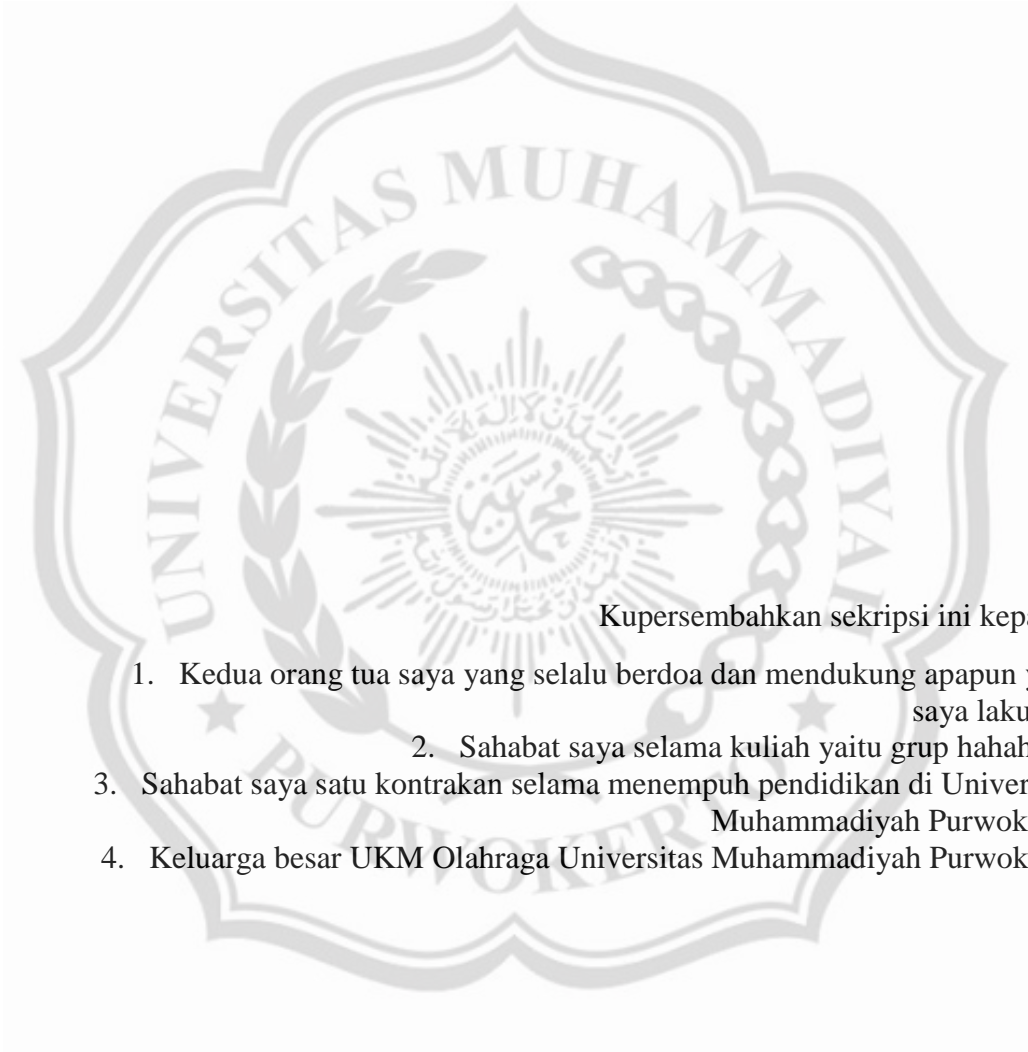 UNIVERSITAS MUHAMMADIYAH
PURWOKERTO
Kupersembahkan sekripsi ini kepa
1. Kedua orang tua saya yang selalu berdoa dan mendukung apapun y
saya laku
2. Sahabat saya selama kuliah yaitu grup hahah
3. Sahabat saya satu kontrakan selama menempuh pendidikan di Univer
Muhammadiyah Purwok
4. Keluarga besar UKM Olahraga Universitas Muhammadiyah Purwok